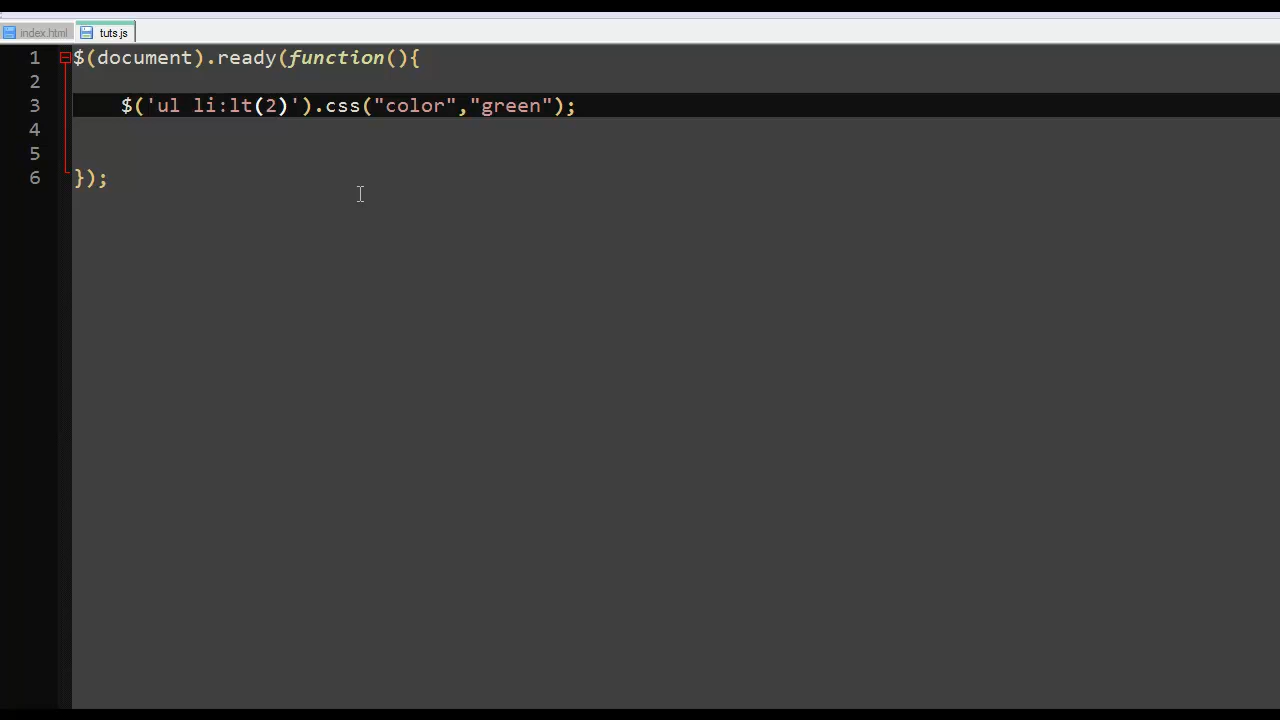 index.html tuts.js
1 $(document).ready(function(){
2
3 $('ul li:lt(2)').css("color","green");
4
5
6 });